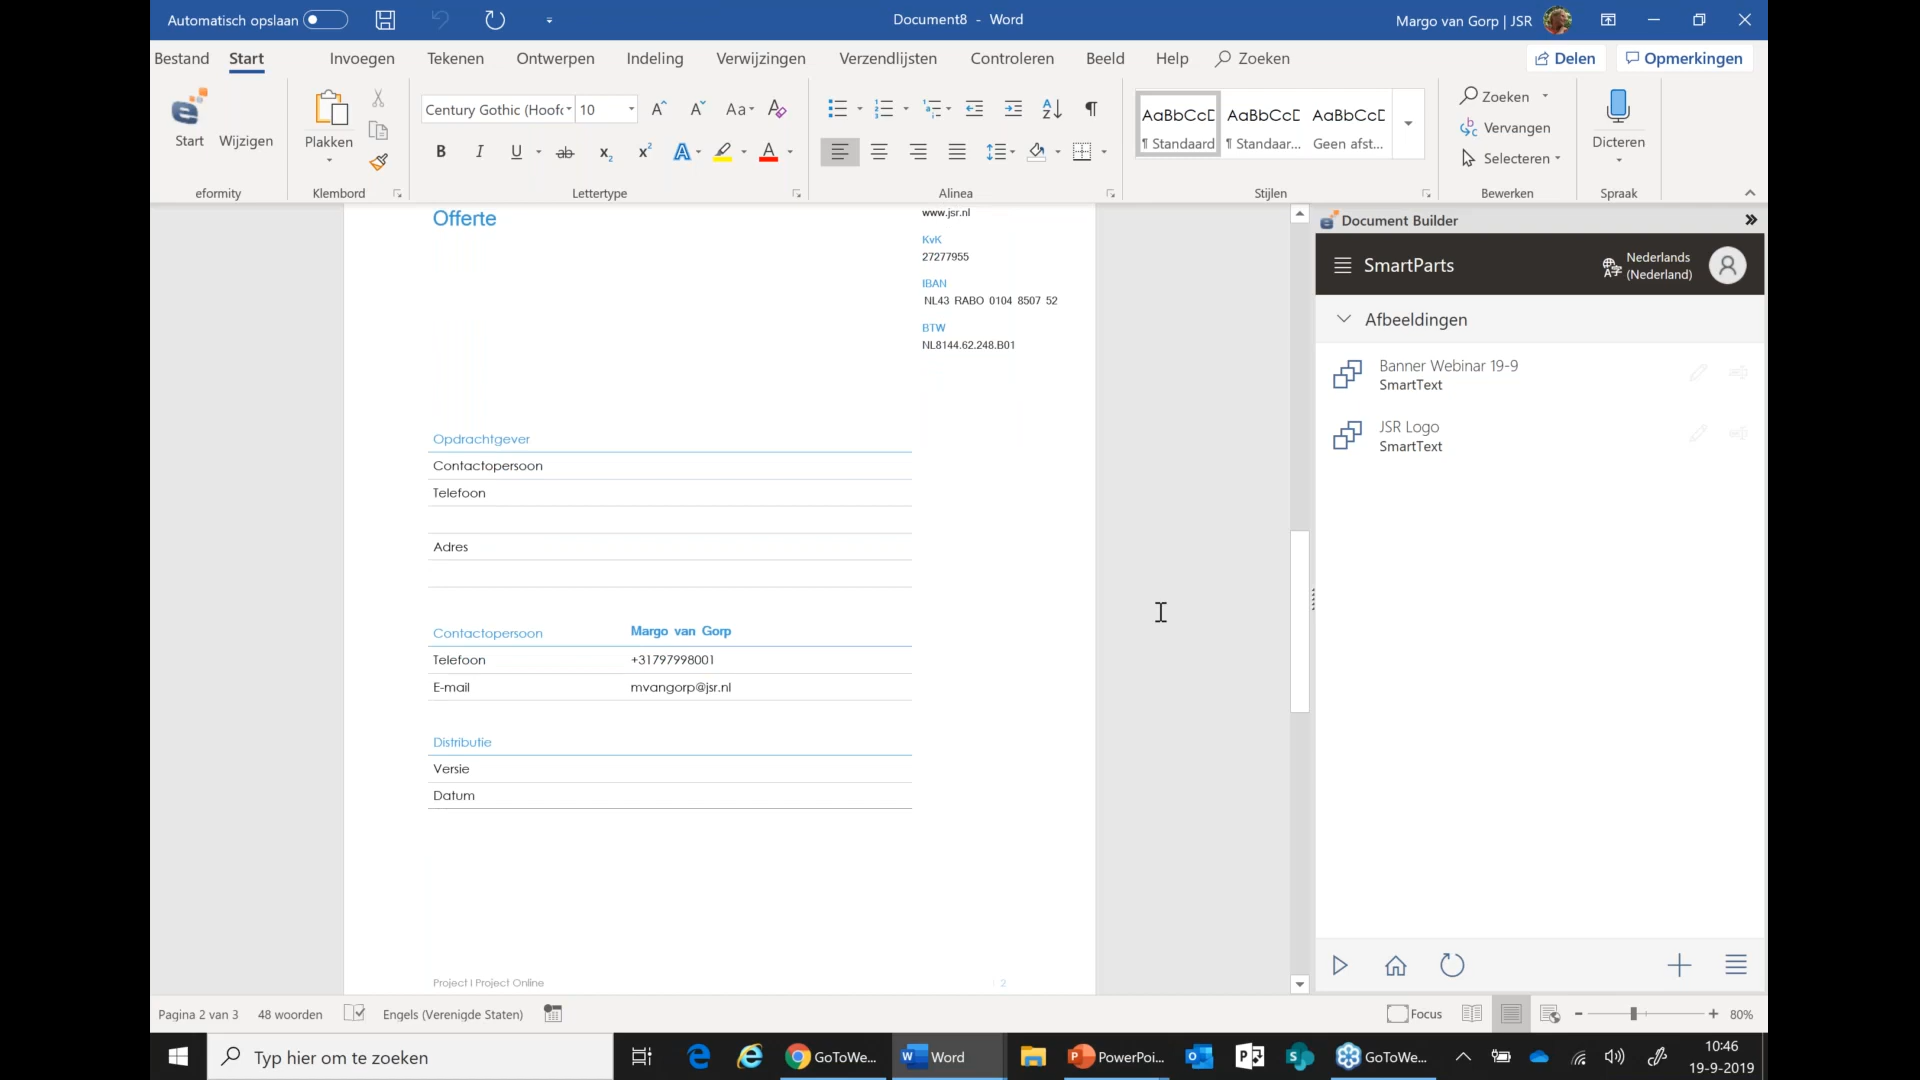 Automatisch opslaan
Document8 - Word
Margo van Gorp | JSR
Bestand Start Invoegen Tekenen Ontwerpen Indeling Verwijzingen Verzendlijsten Controleren Beeld Help Zoeken Delen Opmerkingen
Start Wijzigen
eformity
Plakken
Klembord
Century Gothic (Hoofd 10
Lettertype
Alinea
AaBbCcD AaBbCcD AaBbCcD
¶ Standaard ¶ Standaar... Geen afst...
Stijlen
Zoeken
Vervangen
Selecteren
Bewerken
Dicteren
Spraak
Offerte
www.jsr.nl
KvK
27277955
IBAN
NL43 RABO 0104 8507 52
BTW
NL8144.62.248.B01
Opdrachtgever
Contactopersoon
Telefoon
Adres
Contactopersoon Margo van Gorp
Telefoon +31797998001
E-mail mvangorp@jsr.nl
Distributie
Versie
Datum
Project I Project Online 2
Document Builder
SmartParts
Nederlands
(Nederland)
Afbeeldingen
Banner Webinar 19-9
SmartText
JSR Logo
SmartText
Pagina 2 van 3 48 woorden Engels (Verenigde Staten) Focus 80%
Typ hier om te zoeken
GoToWe... Word PowerPoi... GoToWe...
10:46
19-9-2019